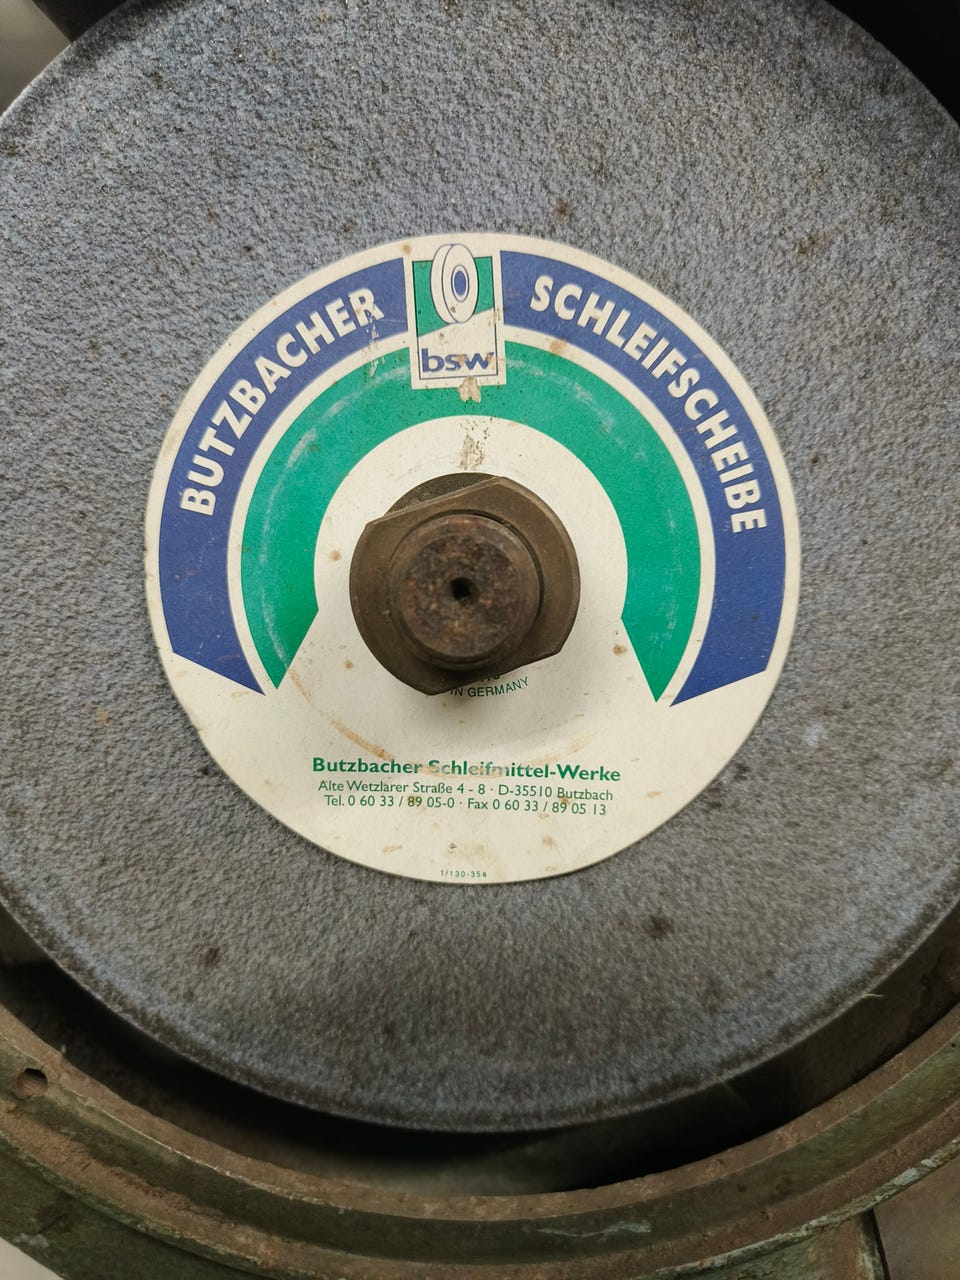 BUTZBACHER SCHLEIFSCHEIBE
bsw
IN GERMANY
Butzbacher Schleifmittel-Werke
Alte Wetzlarer Straße 4 - 8 · D-35510 Butzbach
Tel. 0 60 33 / 89 05-0 · Fax 0 60 33 / 89 05 13
1/130-35a